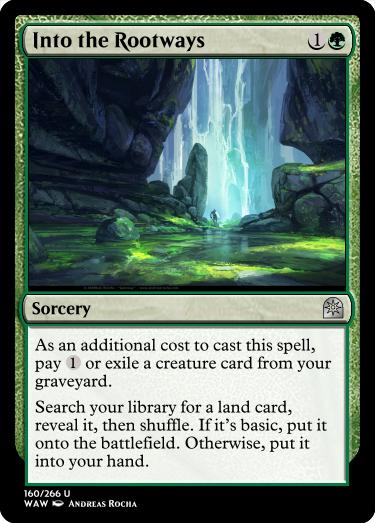 Into the Rootways 1
Sorcery
As an additional cost to cast this spell,
pay 1 or exile a creature card from your
graveyard.
Search your library for a land card,
reveal it, then shuffle. If it's basic, put it
onto the battlefield. Otherwise, put it
into your hand.
160/266 U
WAW Andreas Rocha